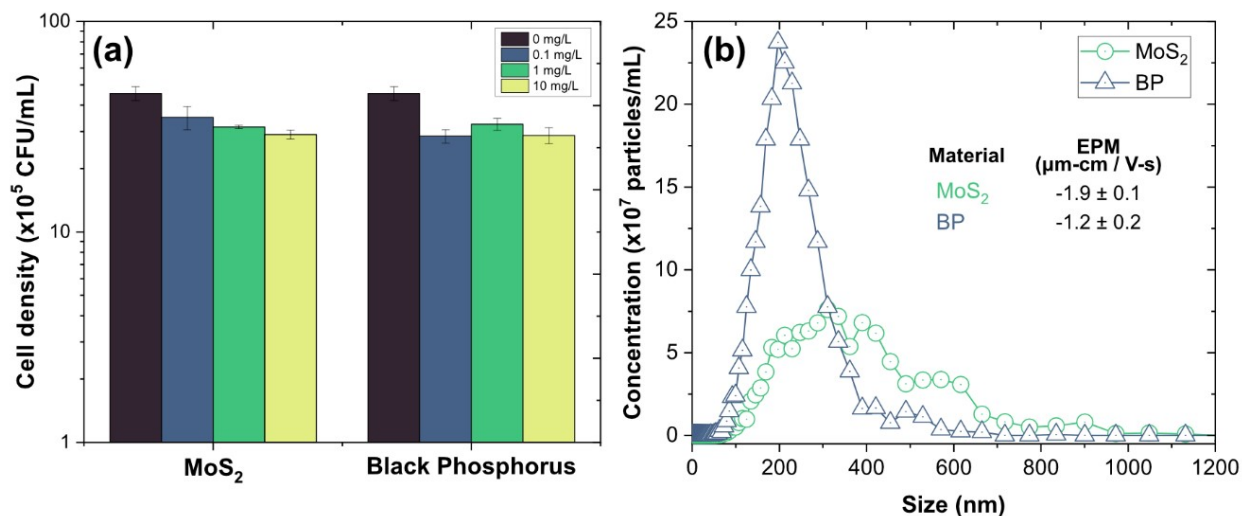 (a)
100
10
1
Cell density (x10⁵ CFU/mL)
0 mg/L
0.1 mg/L
1 mg/L
10 mg/L
MoS₂
Black Phosphorus
(b)
25
20
15
10
5
0
Concentration (x10⁷ particles/mL)
MoS₂
BP
Material EPM (µm-cm / V-s)
MoS₂ -1.9 ± 0.1
BP -1.2 ± 0.2
0 200 400 600 800 1000 1200
Size (nm)